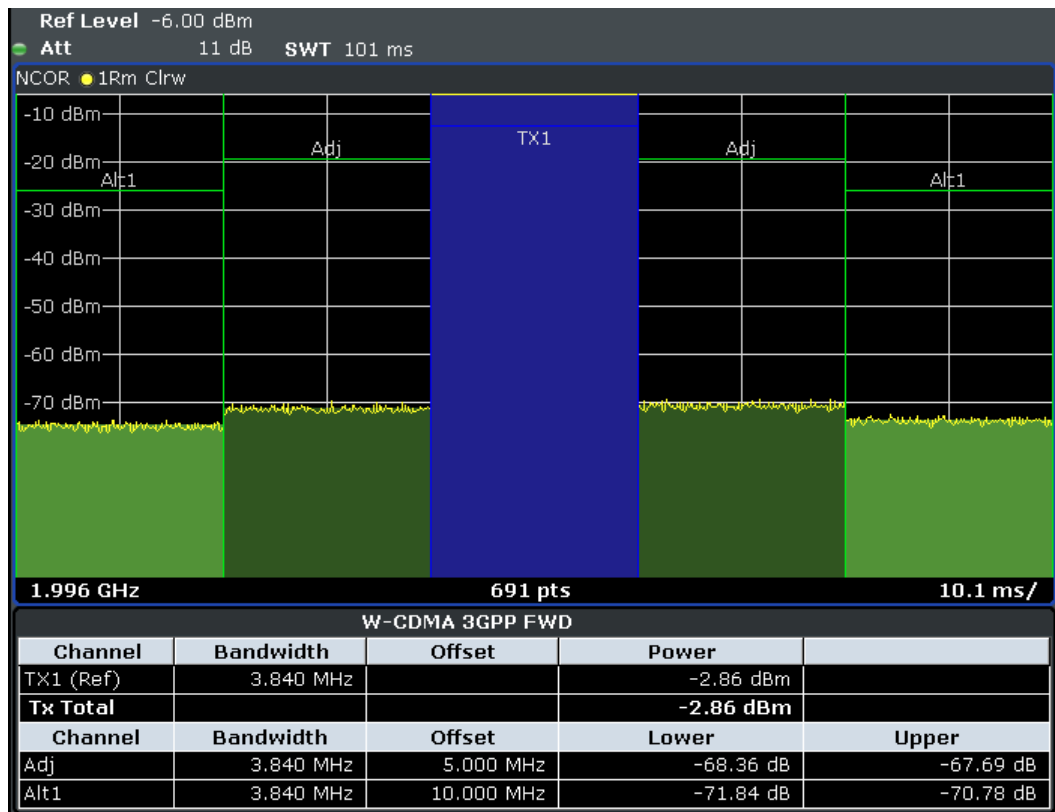 Ref Level -6.00 dBm
Att 11 dB SWT 101 ms
NCOR 1Rm Clrw
-10 dBm
TX1
Adj Adj
-20 dBm
Alt1 Alt1
-30 dBm
-40 dBm
-50 dBm
-60 dBm
-70 dBm
1.996 GHz 691 pts 10.1 ms/
W-CDMA 3GPP FWD
Channel Bandwidth Offset Power
TX1 (Ref) 3.840 MHz -2.86 dBm
Tx Total -2.86 dBm
Channel Bandwidth Offset Lower Upper
Adj 3.840 MHz 5.000 MHz -68.36 dB -67.69 dB
Alt1 3.840 MHz 10.000 MHz -71.84 dB -70.78 dB